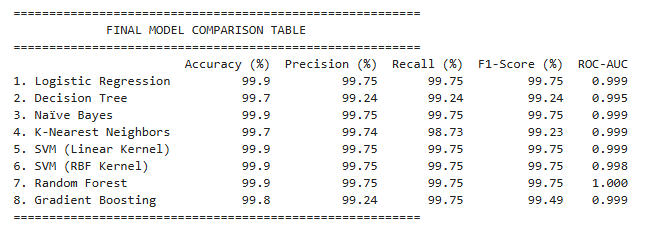 =========================================================
FINAL MODEL COMPARISON TABLE
=========================================================
Accuracy (%) Precision (%) Recall (%) F1-Score (%) ROC-AUC
1. Logistic Regression 99.9 99.75 99.75 99.75 0.999
2. Decision Tree 99.7 99.24 99.24 99.24 0.995
3. Naïve Bayes 99.9 99.75 99.75 99.75 0.999
4. K-Nearest Neighbors 99.7 99.74 98.73 99.23 0.999
5. SVM (Linear Kernel) 99.9 99.75 99.75 99.75 0.999
6. SVM (RBF Kernel) 99.9 99.75 99.75 99.75 0.998
7. Random Forest 99.9 99.75 99.75 99.75 1.000
8. Gradient Boosting 99.8 99.24 99.75 99.49 0.999
=========================================================